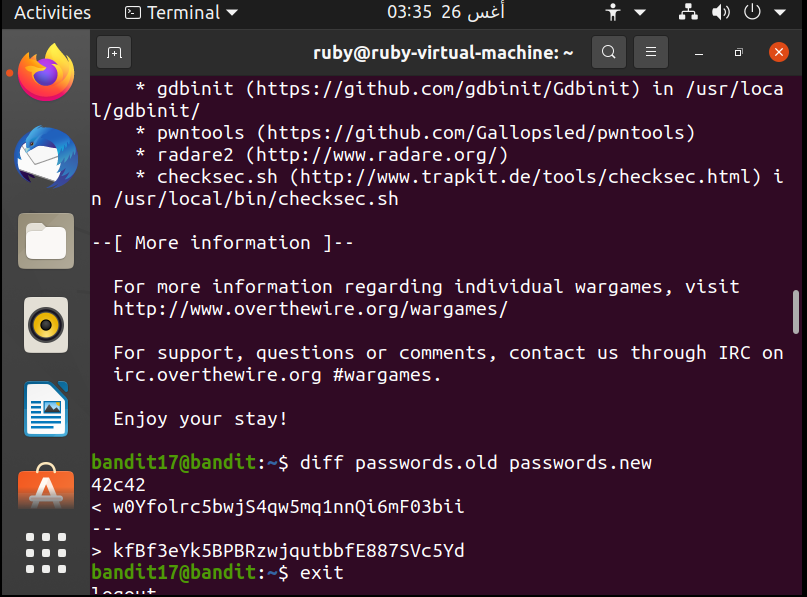 Activities Terminal 03:35 26 أغس
ruby@ruby-virtual-machine: ~
* gdbinit (https://github.com/gdbinit/Gdbinit) in /usr/loca
l/gdbinit/
* pwntools (https://github.com/Gallopsled/pwntools)
* radare2 (http://www.radare.org/)
* checksec.sh (http://www.trapkit.de/tools/checksec.html) i
n /usr/local/bin/checksec.sh
--[ More information ]--
For more information regarding individual wargames, visit
http://www.overthewire.org/wargames/
For support, questions or comments, contact us through IRC on
irc.overthewire.org #wargames.
Enjoy your stay!
bandit17@bandit:~$ diff passwords.old passwords.new
42c42
< w0Yfolrc5bwjS4qw5mq1nnQi6mF03bii
---
> kfBf3eYk5BPBRzwjqutbbfE887SVc5Yd
bandit17@bandit:~$ exit
logout